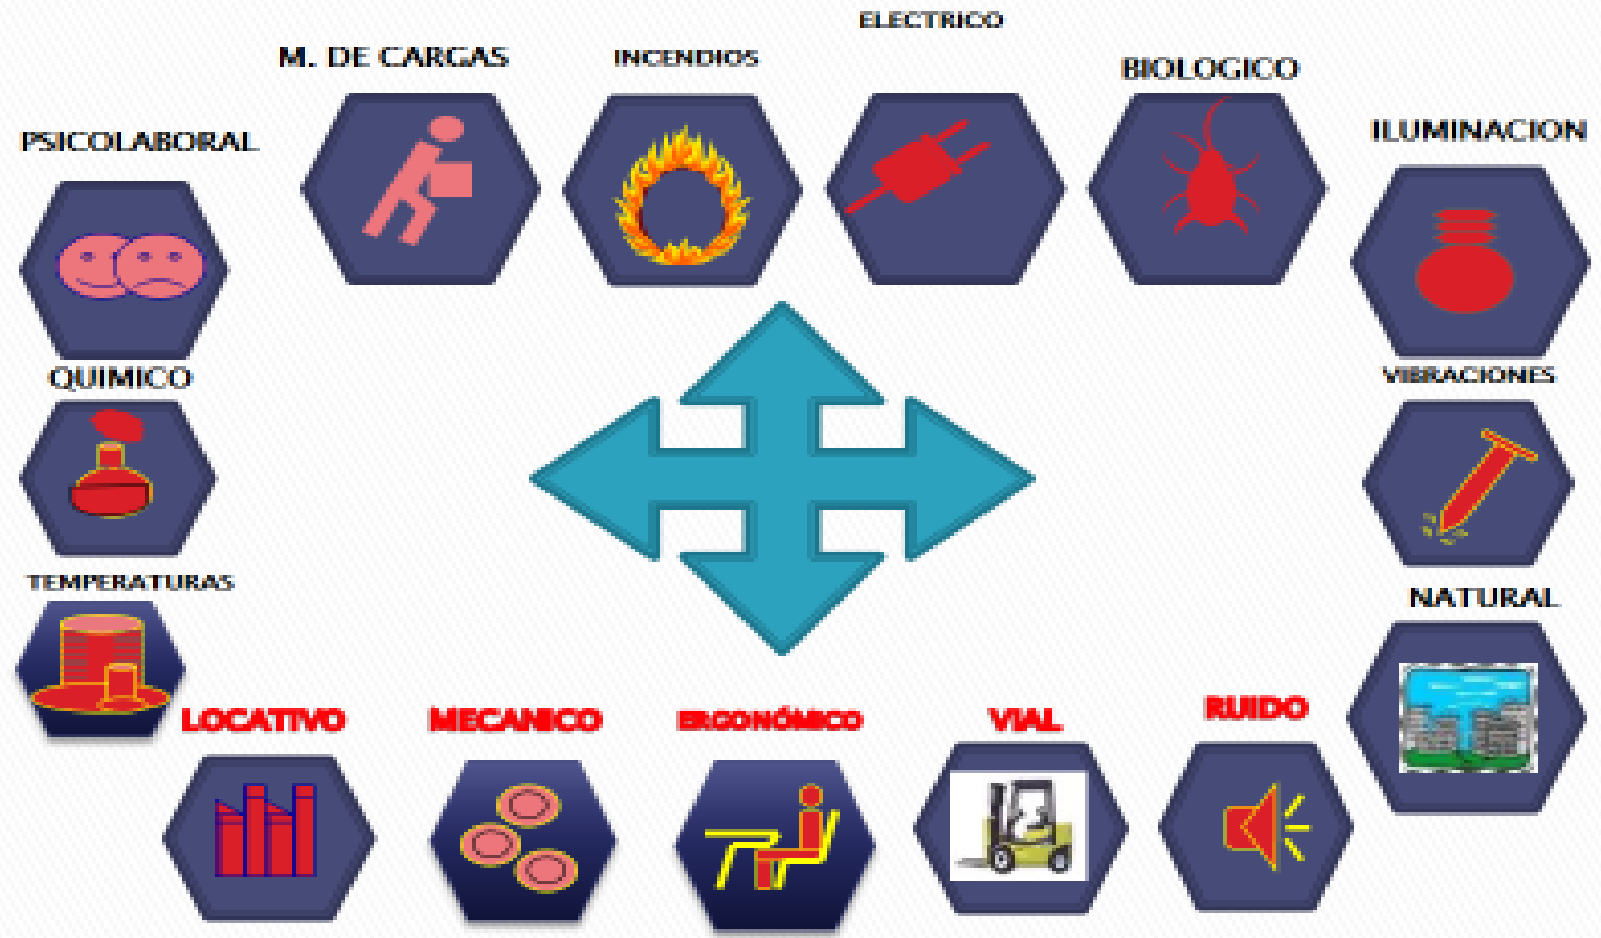 ELECTRICO
M. DE CARGAS
INCENDIOS
BIOLOGICO
PSICOLABORAL
ILUMINACION
QUIMICO
VIBRACIONES
TEMPERATURAS
NATURAL
LOCATIVO
MECANICO
ERGONÓMICO
VIAL
RUIDO